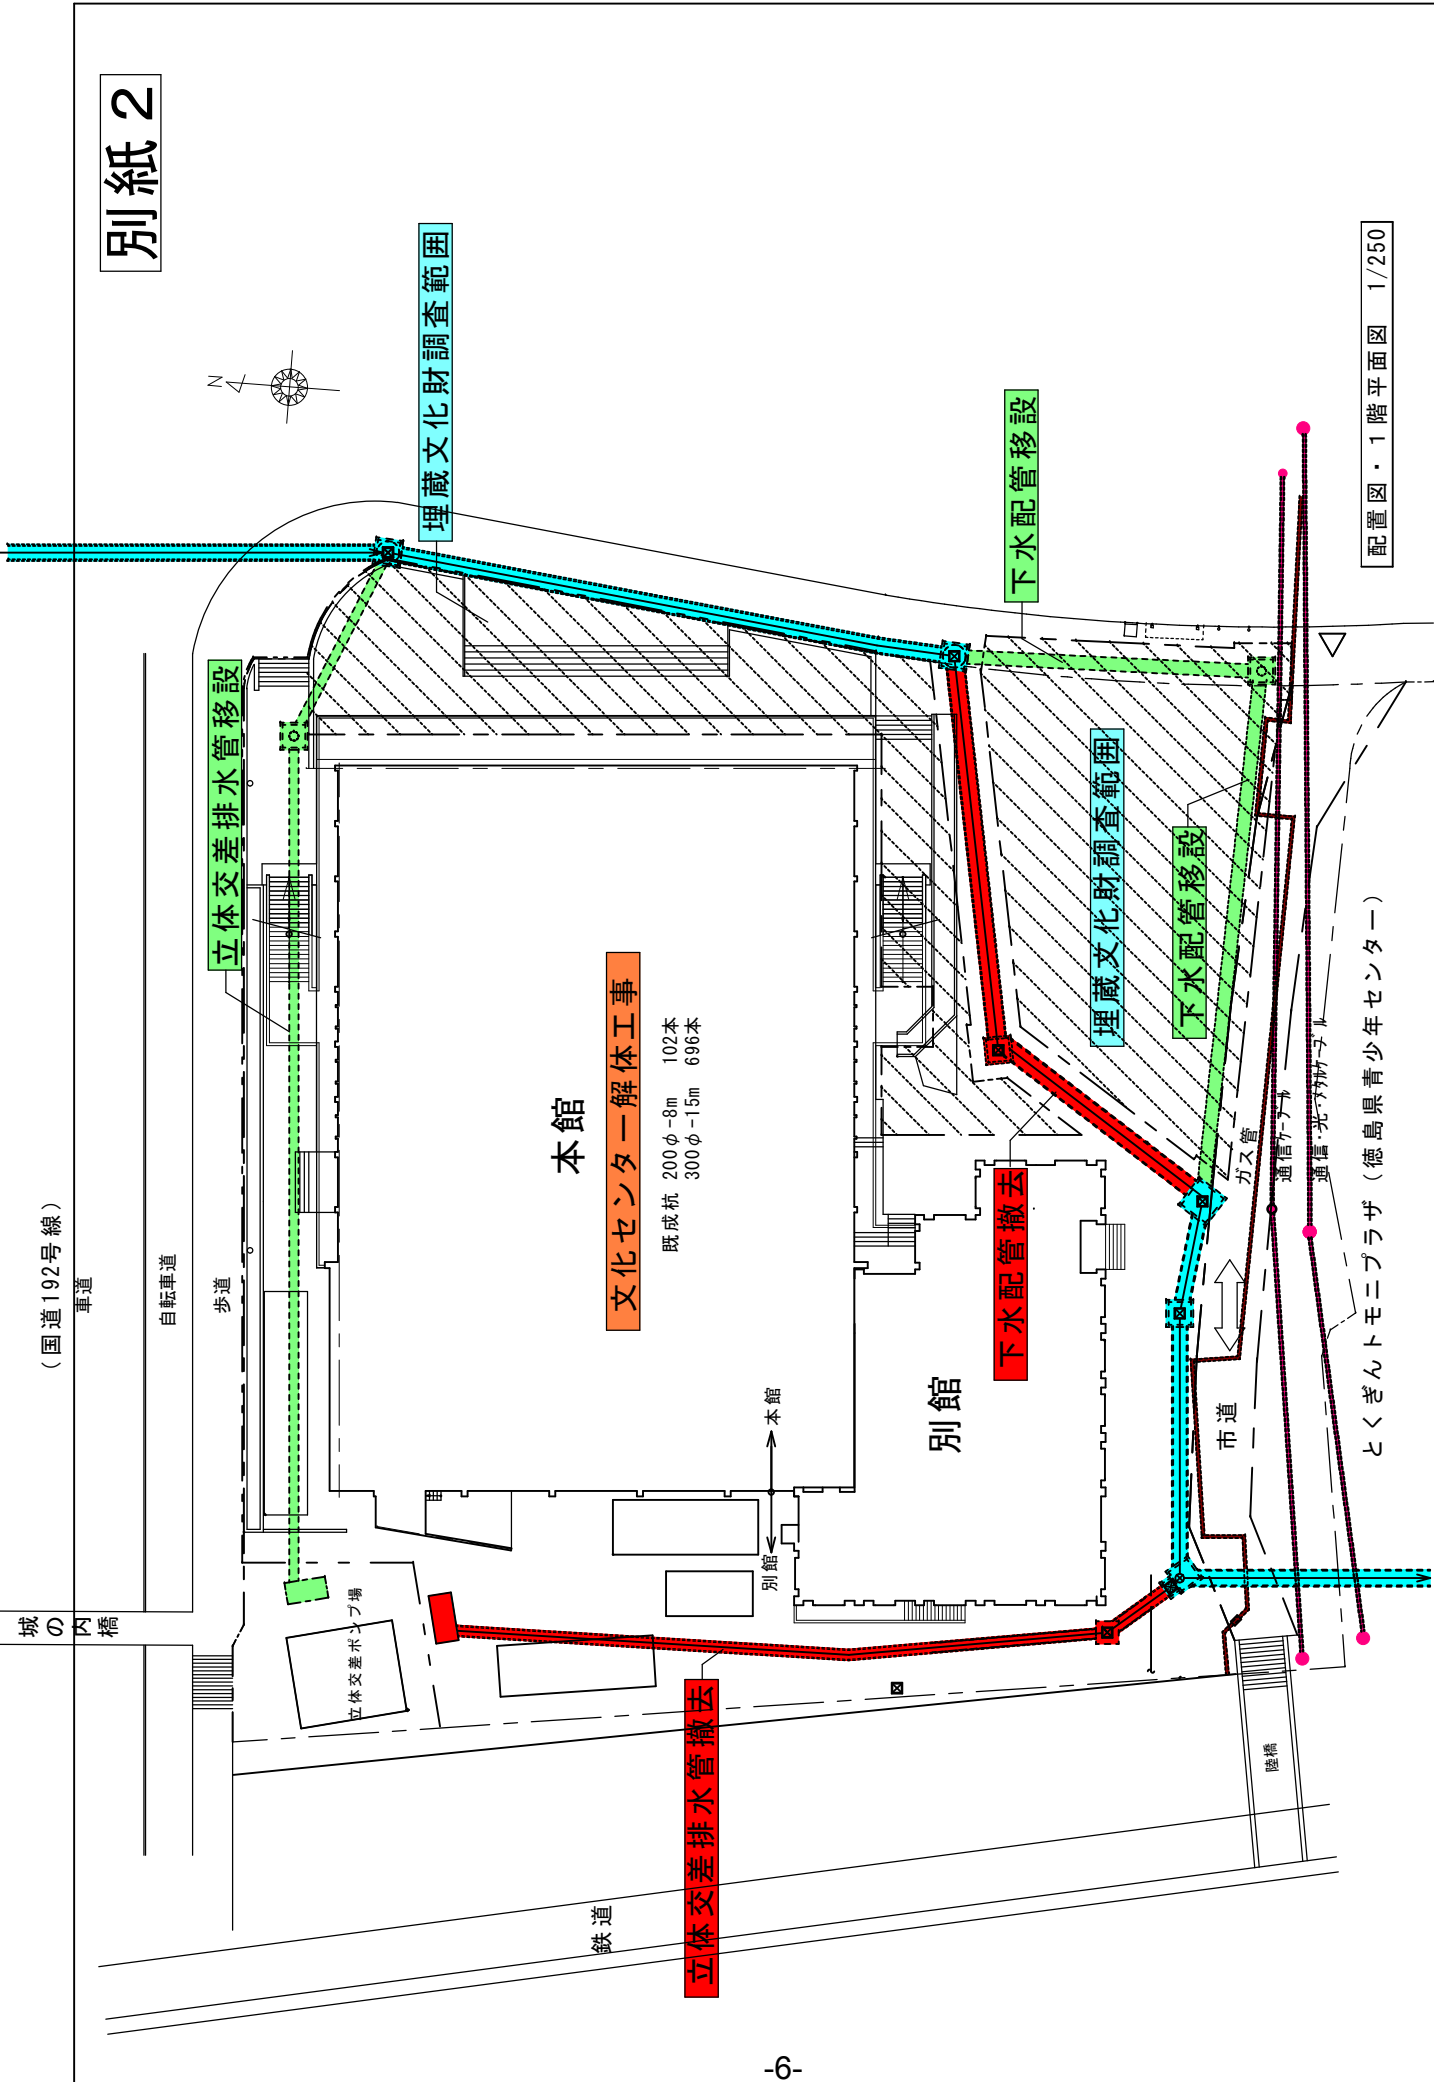 別紙２
（国道192号線）
車道
自転車道
歩道
城の内橋
N
埋蔵文化財調査範囲
立体交差排水管移設
下水配管移設
本館
文化センター解体工事
既成杭 200φ-8m 102本
300φ-15m 696本
埋蔵文化財調査範囲
下水配管移設
下水配管撤去
別館
本館
別館
立体交差ポンプ場
立体交差排水管撤去
鉄道
陸橋
市道
ガス管
通信ケーブル
通信・光・メタルケーブル
とくぎんトモニプラザ（徳島県青少年センター）
配置図・１階平面図 1/250
-6-